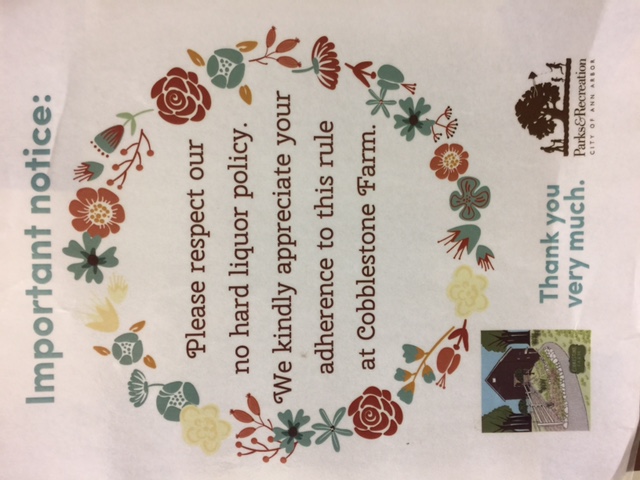 Important notice:
Please respect our
no hard liquor policy.
We kindly appreciate your
adherence to this rule
at Cobblestone Farm.
Thank you
very much.
Parks&Recreation
CITY OF ANN ARBOR